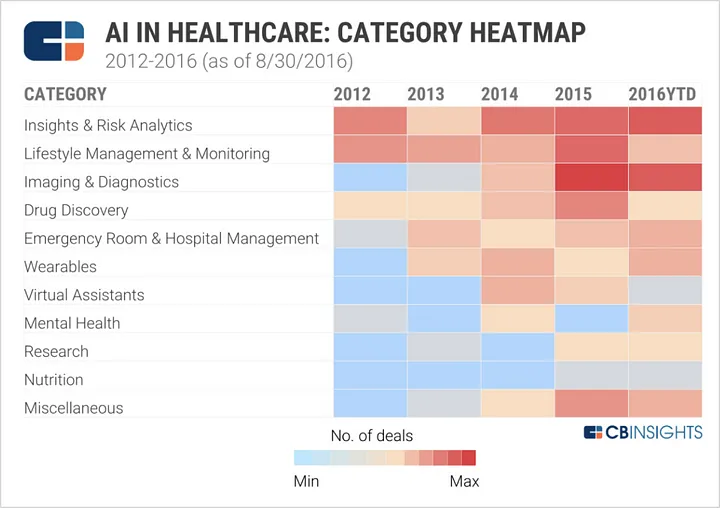 AI IN HEALTHCARE: CATEGORY HEATMAP
2012-2016 (as of 8/30/2016)
CATEGORY 2012 2013 2014 2015 2016YTD
Insights & Risk Analytics
Lifestyle Management & Monitoring
Imaging & Diagnostics
Drug Discovery
Emergency Room & Hospital Management
Wearables
Virtual Assistants
Mental Health
Research
Nutrition
Miscellaneous
CBINSIGHTS
No. of deals
Min Max